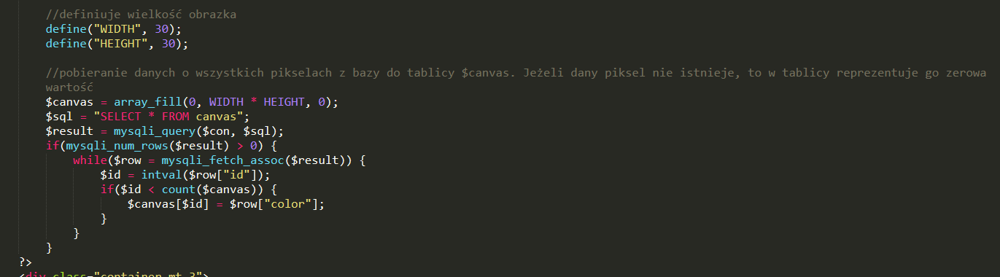 //definiuje wielkość obrazka
define("WIDTH", 30);
define("HEIGHT", 30);
//pobieranie danych o wszystkich pikselach z bazy do tablicy $canvas. Jeżeli dany piksel nie istnieje, to w tablicy reprezentuje go zerowa
wartość
$canvas = array_fill(0, WIDTH * HEIGHT, 0);
$sql = "SELECT * FROM canvas";
$result = mysqli_query($con, $sql);
if(mysqli_num_rows($result) > 0) {
while($row = mysqli_fetch_assoc($result)) {
$id = intval($row["id"]);
if($id < count($canvas)) {
$canvas[$id] = $row["color"];
}
}
}
?>
<div class="container mt-3">